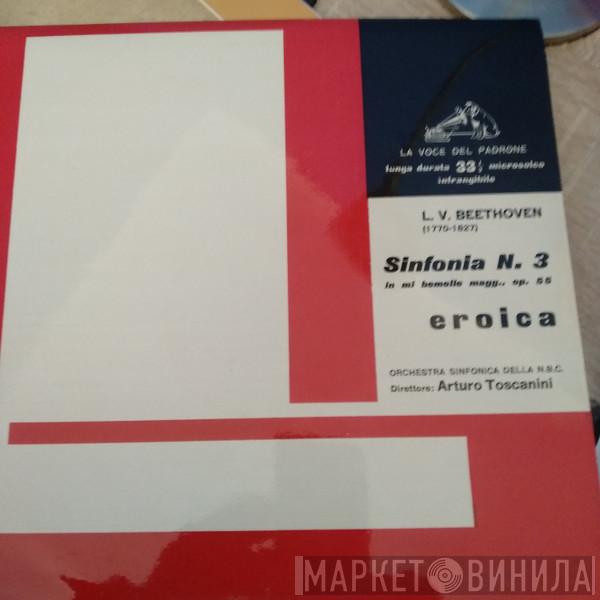 LA VOCE DEL PADRONE
lunga durata 33⅓ microsolco
infrangibile
L. V. BEETHOVEN
(1770-1827)
Sinfonia N. 3
in mi bemolle magg., op. 55
eroica
ORCHESTRA SINFONICA DELLA N.B.C.
Direttore: Arturo Toscanini
МАРКЕТ ВИНИЛА